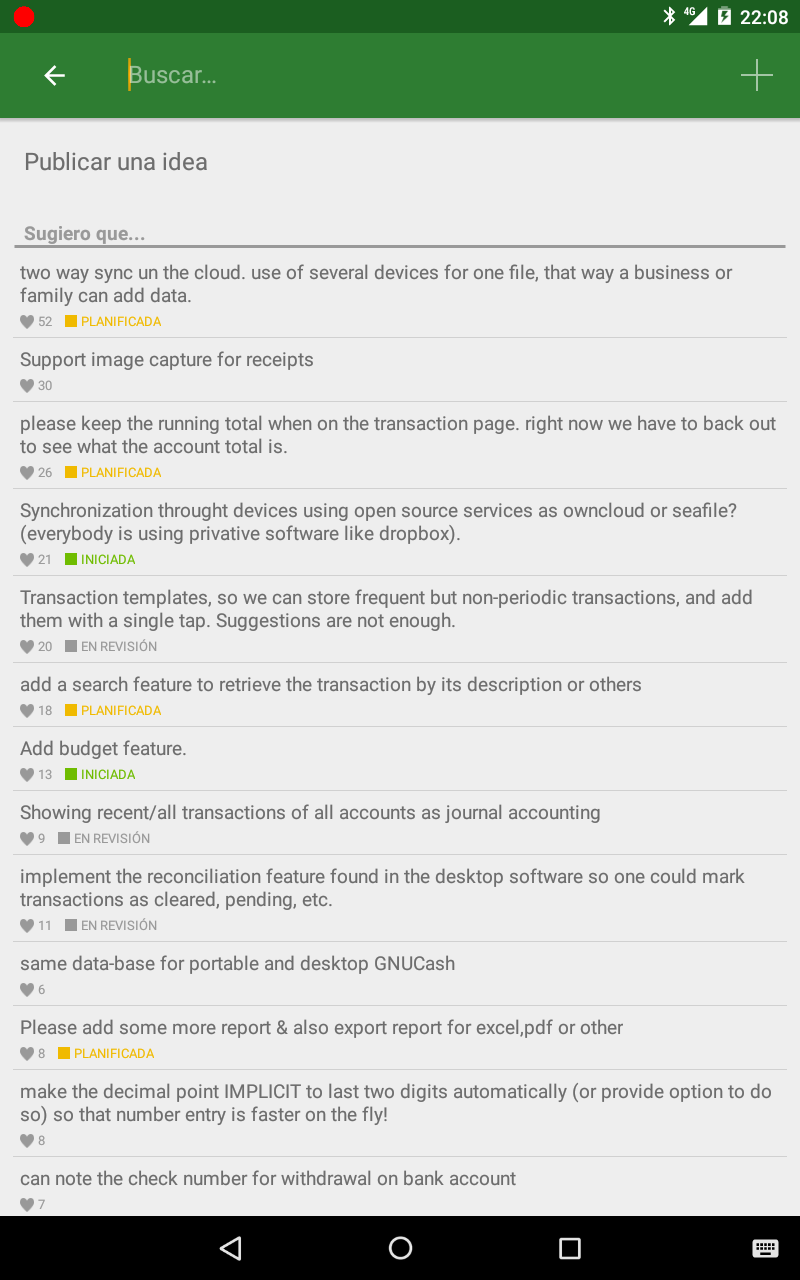 4G 22:08
Buscar...
Publicar una idea
Sugiero que...
two way sync un the cloud. use of several devices for one file, that way a business or
family can add data.
52 PLANIFICADA
Support image capture for receipts
30
please keep the running total when on the transaction page. right now we have to back out
to see what the account total is.
26 PLANIFICADA
Synchronization throught devices using open source services as owncloud or seafile?
(everybody is using privative software like dropbox).
21 INICIADA
Transaction templates, so we can store frequent but non-periodic transactions, and add
them with a single tap. Suggestions are not enough.
20 EN REVISIÓN
add a search feature to retrieve the transaction by its description or others
18 PLANIFICADA
Add budget feature.
13 INICIADA
Showing recent/all transactions of all accounts as journal accounting
9 EN REVISIÓN
implement the reconciliation feature found in the desktop software so one could mark
transactions as cleared, pending, etc.
11 EN REVISIÓN
same data-base for portable and desktop GNUCash
6
Please add some more report & also export report for excel,pdf or other
8 PLANIFICADA
make the decimal point IMPLICIT to last two digits automatically (or provide option to do
so) so that number entry is faster on the fly!
8
can note the check number for withdrawal on bank account
7